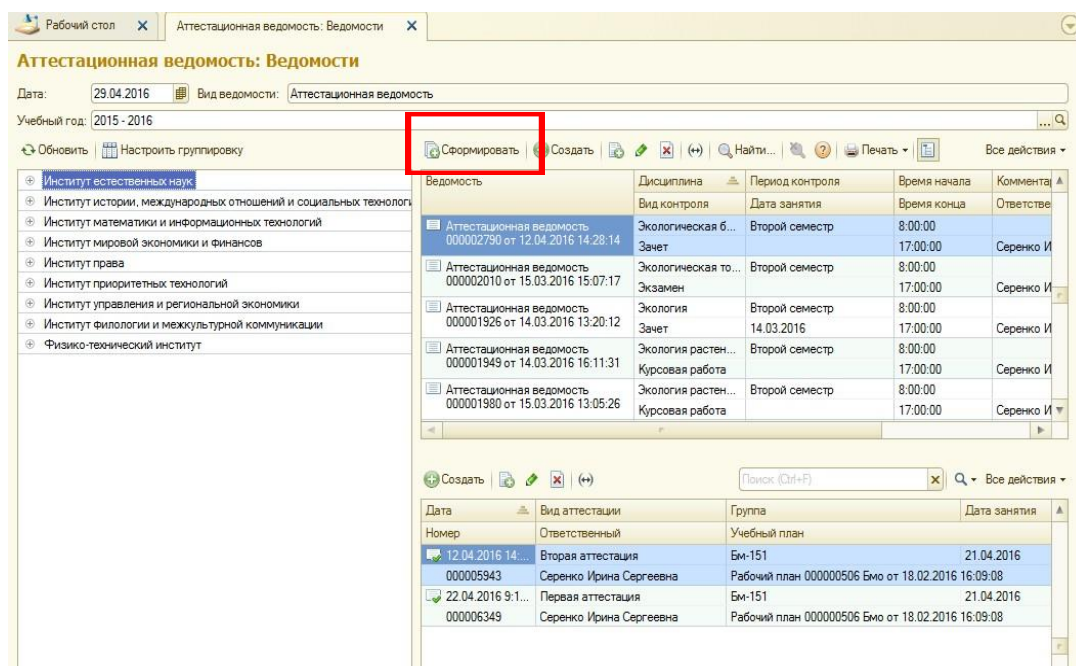 Рабочий стол
Аттестационная ведомость: Ведомости
Аттестационная ведомость: Ведомости
Дата: 29.04.2016 Вид ведомости: Аттестационная ведомость
Учебный год: 2015 - 2016 ...
Обновить Настроить группировку
Сформировать Создать Найти... Печать Все действия
Институт естественных наук
Институт истории, международных отношений и социальных технологи
Институт математики и информационных технологий
Институт мировой экономики и финансов
Институт права
Институт приоритетных технологий
Институт управления и региональной экономики
Институт филологии и межкультурной коммуникации
Физико-технический институт
Ведомость Дисциплина Период контроля Время начала Комментар
Вид контроля Дата занятия Время конца Ответстве
Аттестационная ведомость Экологическая б... Второй семестр 8:00:00
000002790 от 12.04.2016 14:28:14 Зачет 17:00:00 Серенко И
Аттестационная ведомость Экологическая то... Второй семестр 8:00:00
000002010 от 15.03.2016 15:07:17 Экзамен 17:00:00 Серенко И
Аттестационная ведомость Экология Второй семестр 8:00:00
000001926 от 14.03.2016 13:20:12 Зачет 14.03.2016 17:00:00 Серенко И
Аттестационная ведомость Экология растен... Второй семестр 8:00:00
000001949 от 14.03.2016 16:11:31 Курсовая работа 17:00:00 Серенко И
Аттестационная ведомость Экология растен... Второй семестр 8:00:00
000001980 от 15.03.2016 13:05:26 Курсовая работа 17:00:00 Серенко И
Создать Поиск (Ctrl+F) Все действия
Дата Вид аттестации Группа Дата занятия
Номер Ответственный Учебный план
12.04.2016 14:... Вторая аттестация Бм-151 21.04.2016
000005943 Серенко Ирина Сергеевна Рабочий план 000000506 Бмо от 18.02.2016 16:09:08
22.04.2016 9:1... Первая аттестация Бм-151 21.04.2016
000006349 Серенко Ирина Сергеевна Рабочий план 000000506 Бмо от 18.02.2016 16:09:08